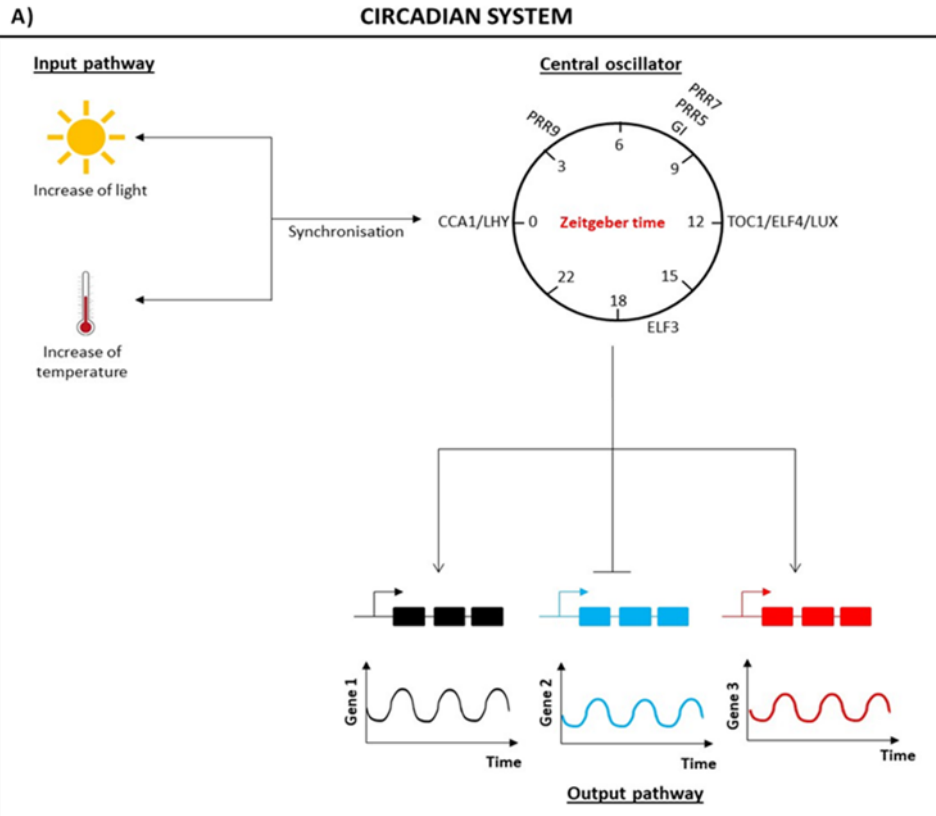 A)
CIRCADIAN SYSTEM
Input pathway
Increase of light
Synchronisation
Increase of
temperature
Central oscillator
PRR9
PRR7
PRR5
GI
6
3
9
CCA1/LHY
0
Zeitgeber time
12
TOC1/ELF4/LUX
22
15
18
ELF3
Gene 1
Time
Gene 2
Time
Gene 3
Time
Output pathway